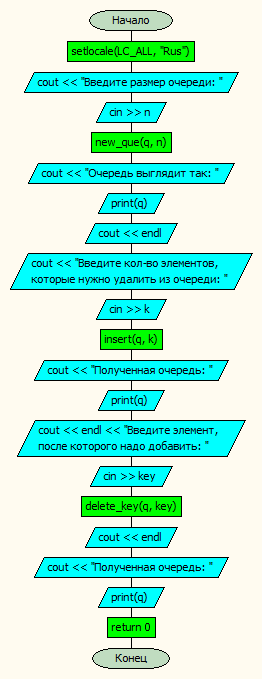 Начало
setlocale(LC_ALL, "Rus")
cout << "Введите размер очереди: "
cin >> n
new_que(q, n)
cout << "Очередь выглядит так: "
print(q)
cout << endl
cout << "Введите кол-во элементов,
которые нужно удалить из очереди: "
cin >> k
insert(q, k)
cout << "Полученная очередь: "
print(q)
cout << endl << "Введите элемент,
после которого надо добавить: "
cin >> key
delete_key(q, key)
cout << endl
cout << "Полученная очередь: "
print(q)
return 0
Конец